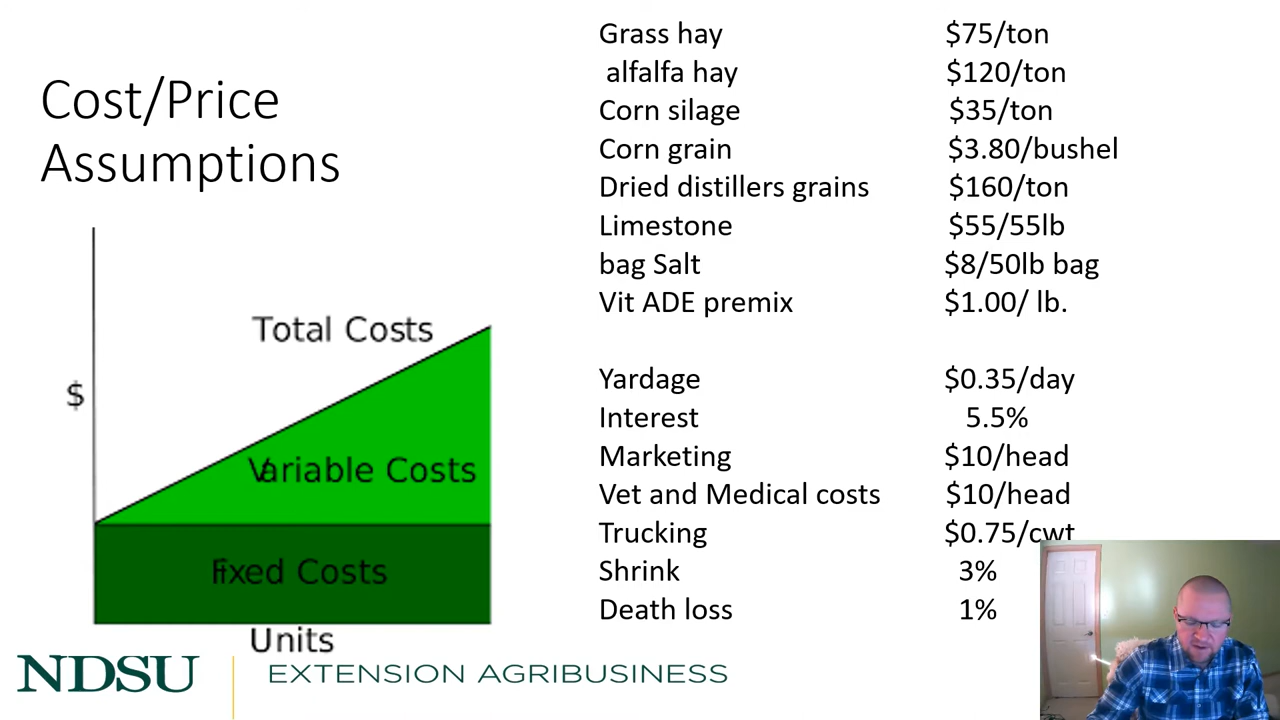 Cost/Price
Assumptions
$
Total Costs
Variable Costs
Fixed Costs
Units
Grass hay $75/ton
alfalfa hay $120/ton
Corn silage $35/ton
Corn grain $3.80/bushel
Dried distillers grains $160/ton
Limestone $55/55lb
bag Salt $8/50lb bag
Vit ADE premix $1.00/ lb.
Yardage $0.35/day
Interest 5.5%
Marketing $10/head
Vet and Medical costs $10/head
Trucking $0.75/cwt
Shrink 3%
Death loss 1%
NDSU EXTENSION AGRIBUSINESS